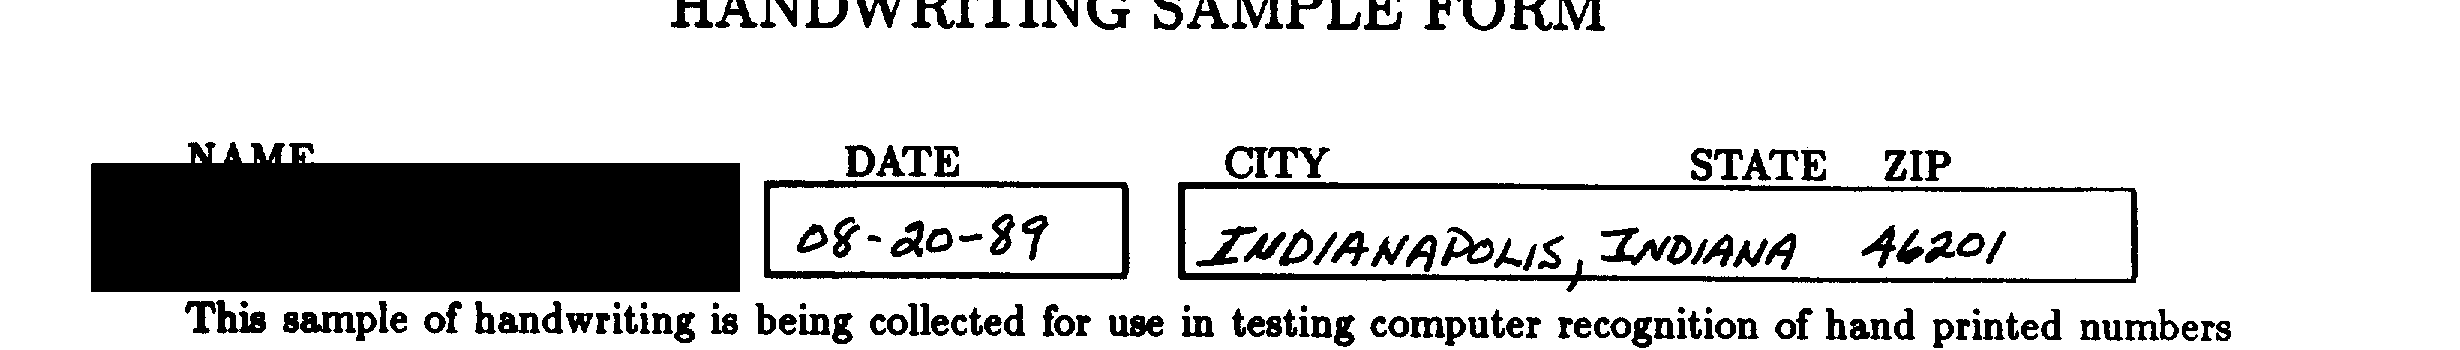 HANDWRITING SAMPLE FORM
NAME DATE CITY STATE ZIP
08-20-89 INDIANAPOLIS, INDIANA 46201
This sample of handwriting is being collected for use in testing computer recognition of hand printed numbers